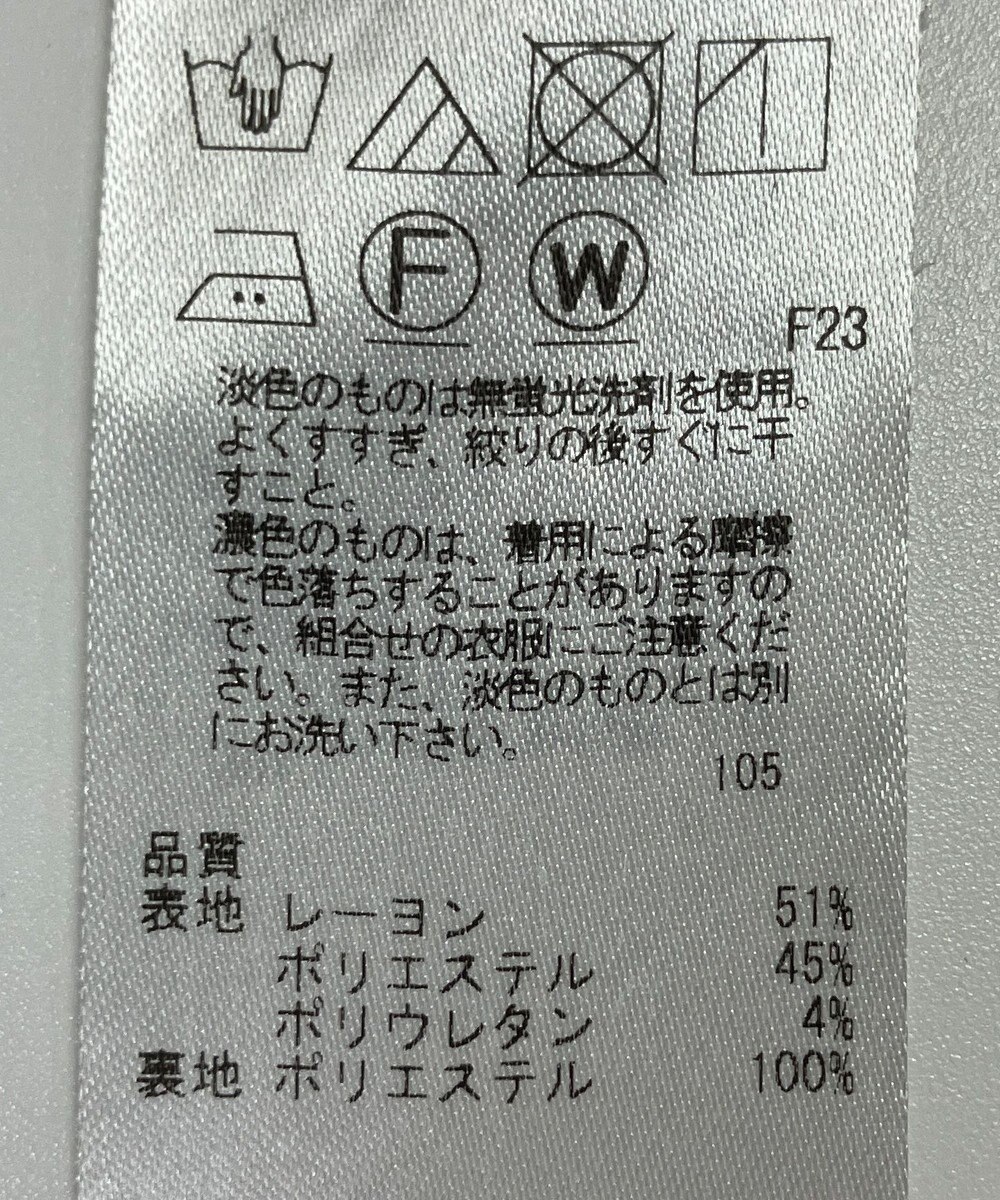 F
W
F23
淡色のものは無蛍光洗剤を使用。
よくすすぎ、絞りの後すぐに干
すこと。
濃色のものは、着用による摩擦
で色落ちすることがありますの
で、組合せの衣服にご注意くだ
さい。また、淡色のものとは別
にお洗い下さい。
105
品質
表地 レーヨン 51%
ポリエステル 45%
ポリウレタン 4%
裏地 ポリエステル 100%